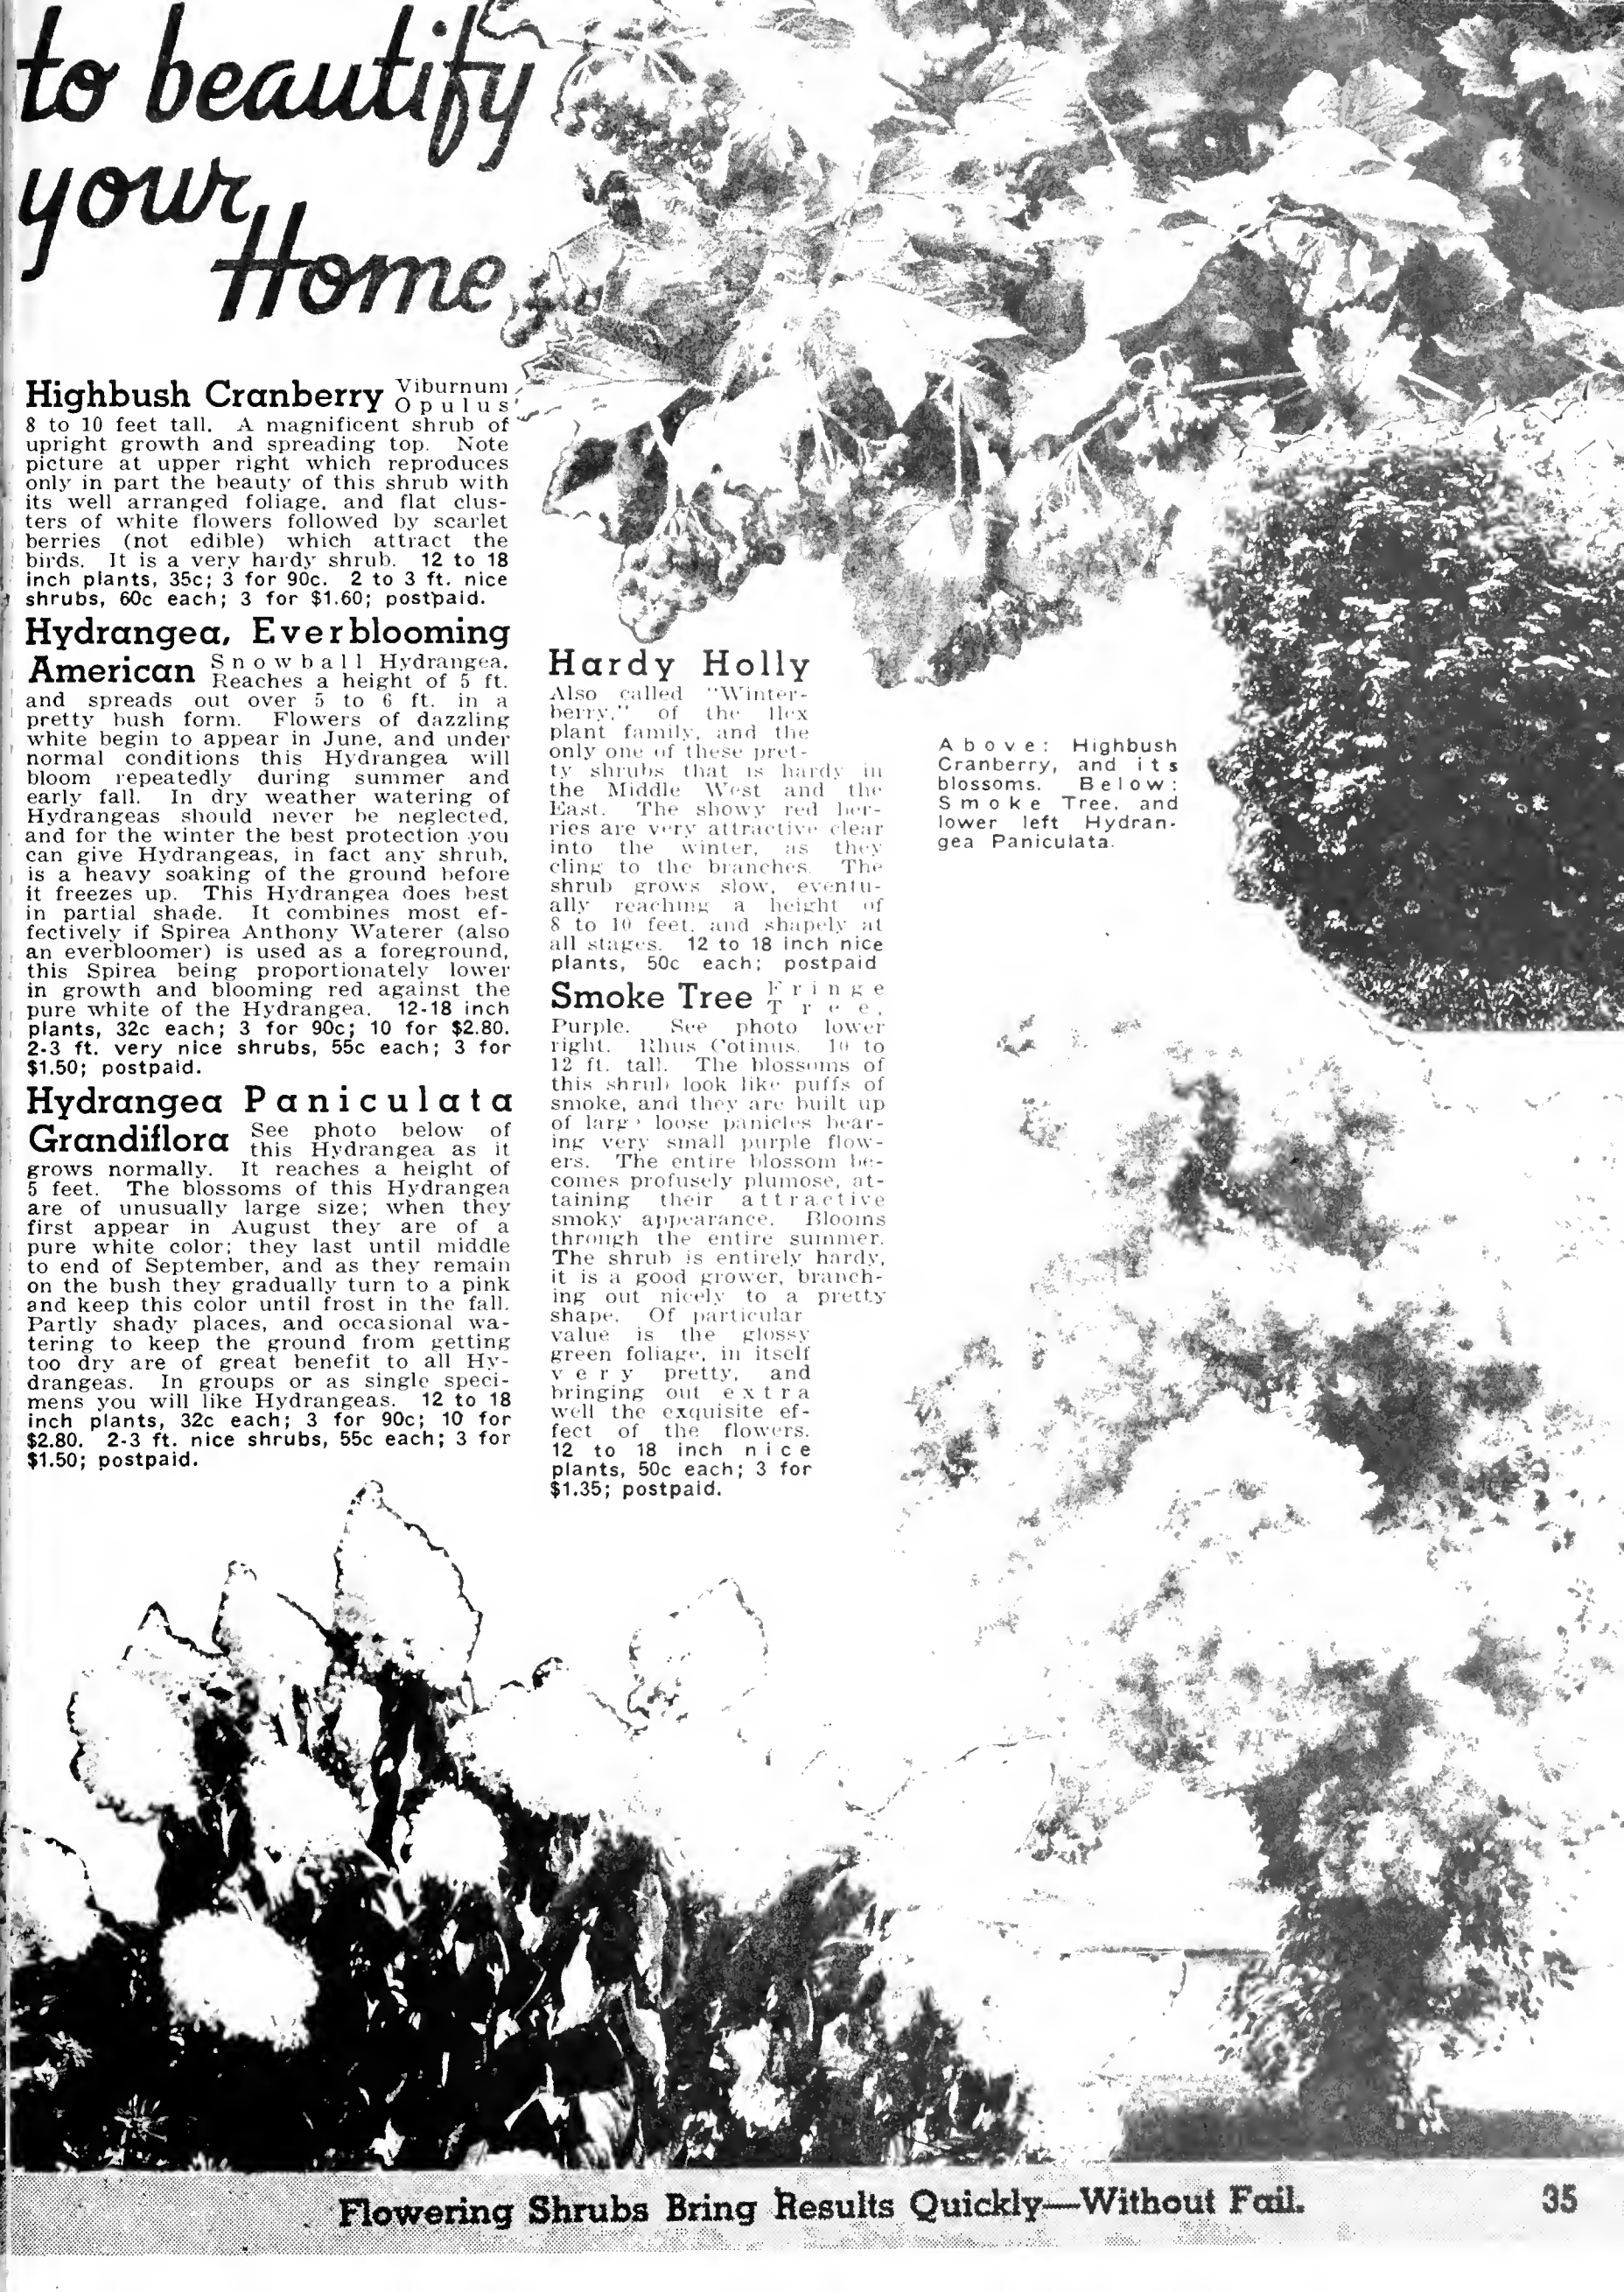 to beautify
your
Home
Highbush Cranberry Viburnum
Opulus
8 to 10 feet tall. A magnificent shrub of
upright growth and spreading top. Note
picture at upper right which reproduces
only in part the beauty of this shrub with
its well arranged foliage, and flat clus-
ters of white flowers followed by scarlet
berries (not edible) which attract the
birds. It is a very hardy shrub. 12 to 18
inch plants, 35c; 3 for 90c. 2 to 3 ft. nice
shrubs, 60c each; 3 for $1.60; postpaid.
Hydrangea, Everblooming
American Snowball Hydrangea.
Reaches a height of 5 ft.
and spreads out over 5 to 6 ft. in a
pretty bush form. Flowers of dazzling
white begin to appear in June, and under
normal conditions this Hydrangea will
bloom repeatedly during summer and
early fall. In dry weather watering of
Hydrangeas should never be neglected,
and for the winter the best protection you
can give Hydrangeas, in fact any shrub,
is a heavy soaking of the ground before
it freezes up. This Hydrangea does best
in partial shade. It combines most ef-
fectively if Spirea Anthony Waterer (also
an everbloomer) is used as a foreground,
this Spirea being proportionately lower
in growth and blooming red against the
pure white of the Hydrangea. 12-18 inch
plants, 32c each; 3 for 90c; 10 for $2.80.
2-3 ft. very nice shrubs, 55c each; 3 for
$1.50; postpaid.
Hydrangea Paniculata
Grandiflora See photo below of
this Hydrangea as it
grows normally. It reaches a height of
5 feet. The blossoms of this Hydrangea
are of unusually large size; when they
first appear in August they are of a
pure white color; they last until middle
to end of September, and as they remain
on the bush they gradually turn to a pink
and keep this color until frost in the fall.
Partly shady places, and occasional wa-
tering to keep the ground from getting
too dry are of great benefit to all Hy-
drangeas. In groups or as single speci-
mens you will like Hydrangeas. 12 to 18
inch plants, 32c each; 3 for 90c; 10 for
$2.80. 2-3 ft. nice shrubs, 55c each; 3 for
$1.50; postpaid.
Hardy Holly
Also called "Winter-
berry," of the Ilex
plant family, and the
only one of these pret-
ty shrubs that is hardy in
the Middle West and the
East. The showy red ber-
ries are very attractive clear
into the winter, as they
cling to the branches. The
shrub grows slow, eventu-
ally reaching a height of
8 to 10 feet, and shapely at
all stages. 12 to 18 inch nice
plants, 50c each; postpaid
Smoke Tree Fringe
Tree,
Purple. See photo lower
right. Rhus Cotinus. 10 to
12 ft. tall. The blossoms of
this shrub look like puffs of
smoke, and they are built up
of large loose panicles bear-
ing very small purple flow-
ers. The entire blossom be-
comes profusely plumose, at-
taining their attractive
smoky appearance. Blooms
through the entire summer.
The shrub is entirely hardy,
it is a good grower, branch-
ing out nicely to a pretty
shape. Of particular
value is the glossy
green foliage, in itself
very pretty, and
bringing out extra
well the exquisite ef-
fect of the flowers.
12 to 18 inch nice
plants, 50c each; 3 for
$1.35; postpaid.
Above: Highbush
Cranberry, and its
blossoms. Below:
Smoke Tree, and
lower left Hydran-
gea Paniculata.
Flowering Shrubs Bring Results Quickly—Without Fail.
35